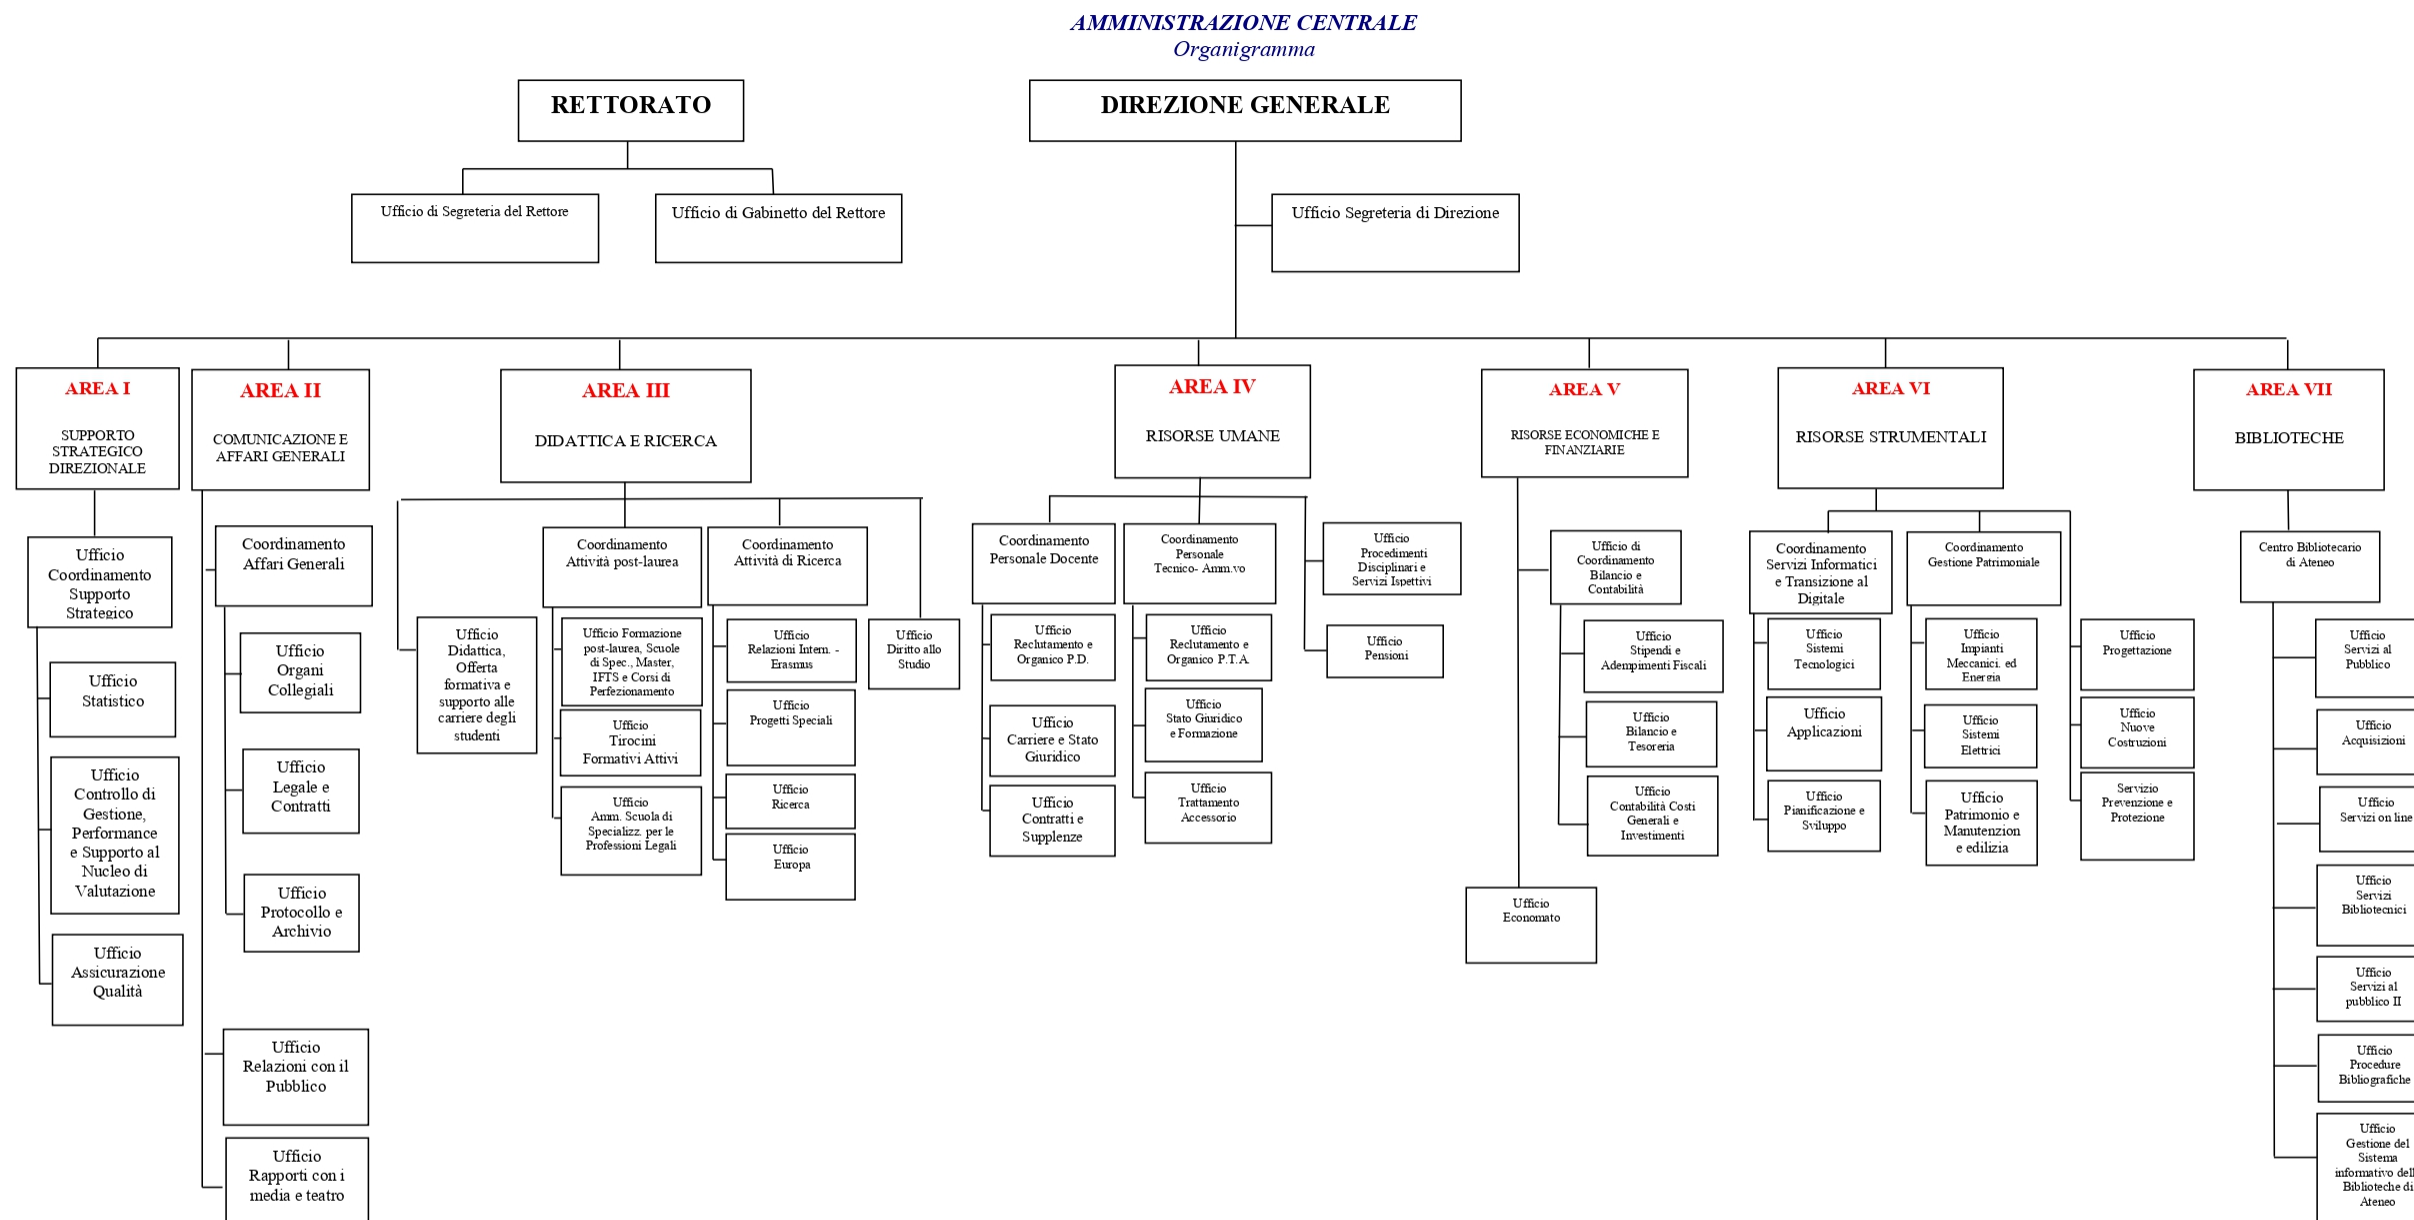 AMMINISTRAZIONE CENTRALE
Organigramma
RETTORATO
DIREZIONE GENERALE
Ufficio di Segreteria del Rettore
Ufficio di Gabinetto del Rettore
Ufficio Segreteria di Direzione
AREA I
SUPPORTO
STRATEGICO
DIREZIONALE
AREA II
COMUNICAZIONE E
AFFARI GENERALI
AREA III
DIDATTICA E RICERCA
AREA IV
RISORSE UMANE
AREA V
RISORSE ECONOMICHE E
FINANZIARIE
AREA VI
RISORSE STRUMENTALI
AREA VII
BIBLIOTECHE
Ufficio
Coordinamento
Supporto
Strategico
Ufficio
Statistico
Ufficio
Controllo di
Gestione,
Performance
e Supporto al
Nucleo di
Valutazione
Ufficio
Assicurazione
Qualità
Coordinamento
Affari Generali
Ufficio
Organi
Collegiali
Ufficio
Legale e
Contratti
Ufficio
Protocollo e
Archivio
Ufficio
Relazioni con il
Pubblico
Ufficio
Rapporti con i
media e teatro
Ufficio
Didattica,
Offerta
formativa e
supporto alle
carriere degli
studenti
Coordinamento
Attività post-laurea
Ufficio Formazione
post-laurea, Scuole
di Spec., Master,
IFTS e Corsi di
Perfezionamento
Ufficio
Tirocini
Formativi Attivi
Ufficio
Amm. Scuola di
Specializz. per le
Professioni Legali
Coordinamento
Attività di Ricerca
Ufficio
Relazioni Intern. -
Erasmus
Ufficio
Progetti Speciali
Ufficio
Ricerca
Ufficio
Europa
Ufficio
Diritto allo
Studio
Coordinamento
Personale Docente
Ufficio
Reclutamento e
Organico P.D.
Ufficio
Carriere e Stato
Giuridico
Ufficio
Contratti e
Supplenze
Coordinamento
Personale
Tecnico- Amm.vo
Ufficio
Reclutamento e
Organico P.T.A.
Ufficio
Stato Giuridico
e Formazione
Ufficio
Trattamento
Accessorio
Ufficio
Procedimenti
Disciplinari e
Servizi Ispettivi
Ufficio
Pensioni
Ufficio di
Coordinamento
Bilancio e
Contabilità
Ufficio
Stipendi e
Adempimenti Fiscali
Ufficio
Bilancio e
Tesoreria
Ufficio
Contabilità Costi
Generali e
Investimenti
Ufficio
Economato
Coordinamento
Servizi Informatici
e Transizione al
Digitale
Ufficio
Sistemi
Tecnologici
Ufficio
Applicazioni
Ufficio
Pianificazione e
Sviluppo
Coordinamento
Gestione Patrimoniale
Ufficio
Impianti
Meccanici. ed
Energia
Ufficio
Sistemi
Elettrici
Ufficio
Patrimonio e
Manutenzion
e edilizia
Ufficio
Progettazione
Ufficio
Nuove
Costruzioni
Servizio
Prevenzione e
Protezione
Centro Bibliotecario
di Ateneo
Ufficio
Servizi al
Pubblico
Ufficio
Acquisizioni
Ufficio
Servizi on line
Ufficio
Servizi
Bibliotecnici
Ufficio
Servizi al
pubblico II
Ufficio
Procedure
Bibliografiche
Ufficio
Gestione del
Sistema
informativo dell
Biblioteche di
Ateneo